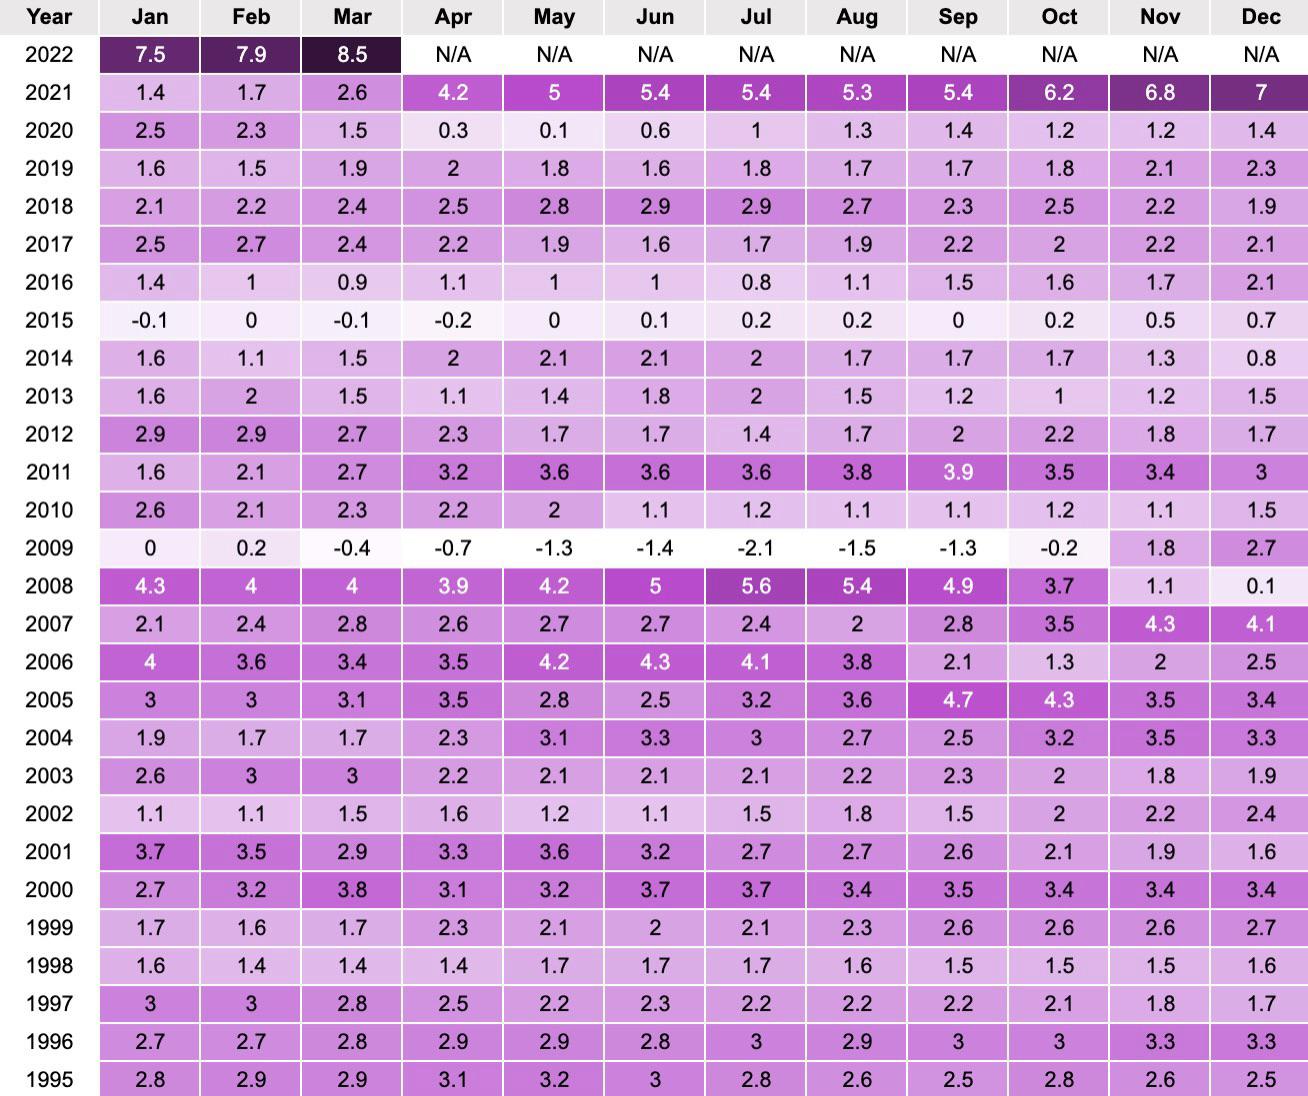 Year Jan Feb Mar Apr May Jun Jul Aug Sep Oct Nov Dec
2022 7.5 7.9 8.5 N/A N/A N/A N/A N/A N/A N/A N/A N/A
2021 1.4 1.7 2.6 4.2 5 5.4 5.4 5.3 5.4 6.2 6.8 7
2020 2.5 2.3 1.5 0.3 0.1 0.6 1 1.3 1.4 1.2 1.2 1.4
2019 1.6 1.5 1.9 2 1.8 1.6 1.8 1.7 1.7 1.8 2.1 2.3
2018 2.1 2.2 2.4 2.5 2.8 2.9 2.9 2.7 2.3 2.5 2.2 1.9
2017 2.5 2.7 2.4 2.2 1.9 1.6 1.7 1.9 2.2 2 2.2 2.1
2016 1.4 1 0.9 1.1 1 1 0.8 1.1 1.5 1.6 1.7 2.1
2015 -0.1 0 -0.1 -0.2 0 0.1 0.2 0.2 0 0.2 0.5 0.7
2014 1.6 1.1 1.5 2 2.1 2.1 2 1.7 1.7 1.7 1.3 0.8
2013 1.6 2 1.5 1.1 1.4 1.8 2 1.5 1.2 1 1.2 1.5
2012 2.9 2.9 2.7 2.3 1.7 1.7 1.4 1.7 2 2.2 1.8 1.7
2011 1.6 2.1 2.7 3.2 3.6 3.6 3.6 3.8 3.9 3.5 3.4 3
2010 2.6 2.1 2.3 2.2 2 1.1 1.2 1.1 1.1 1.2 1.1 1.5
2009 0 0.2 -0.4 -0.7 -1.3 -1.4 -2.1 -1.5 -1.3 -0.2 1.8 2.7
2008 4.3 4 4 3.9 4.2 5 5.6 5.4 4.9 3.7 1.1 0.1
2007 2.1 2.4 2.8 2.6 2.7 2.7 2.4 2 2.8 3.5 4.3 4.1
2006 4 3.6 3.4 3.5 4.2 4.3 4.1 3.8 2.1 1.3 2 2.5
2005 3 3 3.1 3.5 2.8 2.5 3.2 3.6 4.7 4.3 3.5 3.4
2004 1.9 1.7 1.7 2.3 3.1 3.3 3 2.7 2.5 3.2 3.5 3.3
2003 2.6 3 3 2.2 2.1 2.1 2.1 2.2 2.3 2 1.8 1.9
2002 1.1 1.1 1.5 1.6 1.2 1.1 1.5 1.8 1.5 2 2.2 2.4
2001 3.7 3.5 2.9 3.3 3.6 3.2 2.7 2.7 2.6 2.1 1.9 1.6
2000 2.7 3.2 3.8 3.1 3.2 3.7 3.7 3.4 3.5 3.4 3.4 3.4
1999 1.7 1.6 1.7 2.3 2.1 2 2.1 2.3 2.6 2.6 2.6 2.7
1998 1.6 1.4 1.4 1.4 1.7 1.7 1.7 1.6 1.5 1.5 1.5 1.6
1997 3 3 2.8 2.5 2.2 2.3 2.2 2.2 2.2 2.1 1.8 1.7
1996 2.7 2.7 2.8 2.9 2.9 2.8 3 2.9 3 3 3.3 3.3
1995 2.8 2.9 2.9 3.1 3.2 3 2.8 2.6 2.5 2.8 2.6 2.5